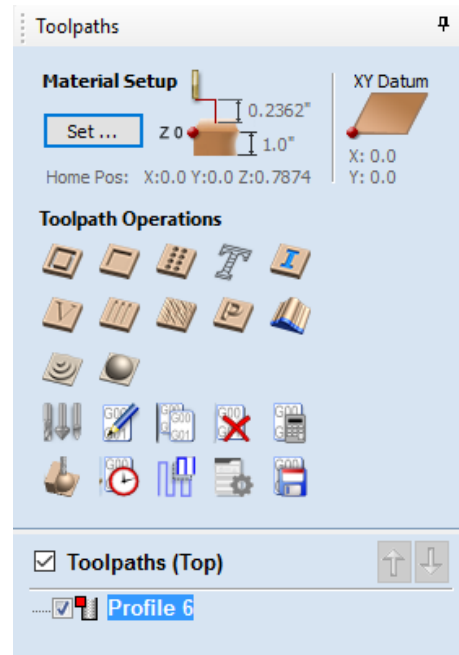 Toolpaths
Material Setup
XY Datum
0.2362"
Set ...
Z 0
1.0"
X: 0.0
Home Pos: X:0.0 Y:0.0 Z:0.7874
Y: 0.0
Toolpath Operations
Toolpaths (Top)
Profile 6